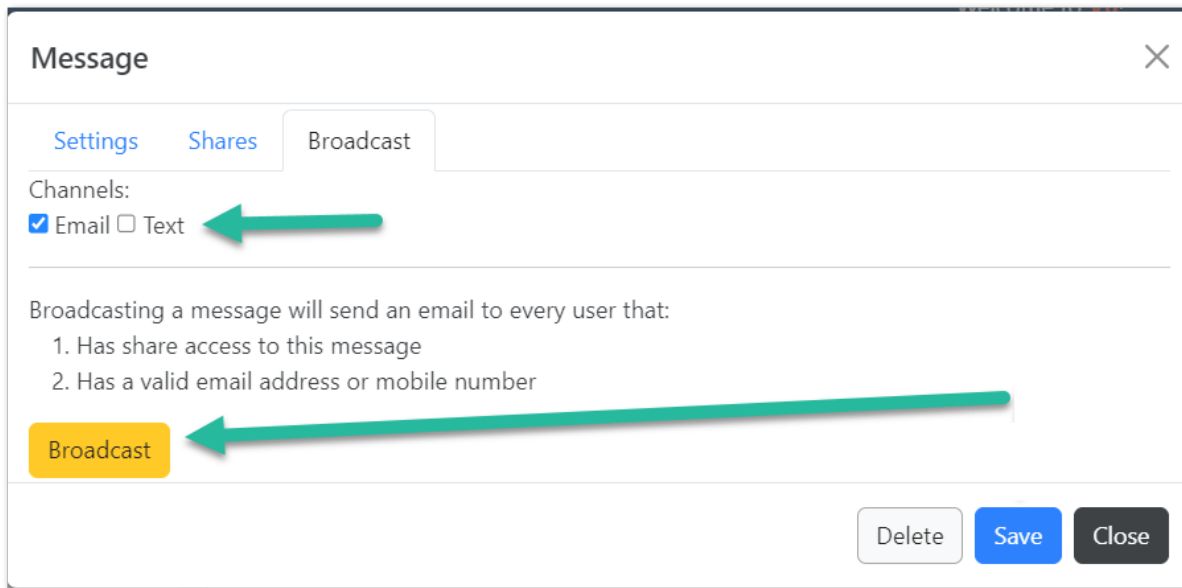 Message
Settings Shares Broadcast
Channels:
Email Text
Broadcasting a message will send an email to every user that:
1. Has share access to this message
2. Has a valid email address or mobile number
Broadcast
Delete Save Close